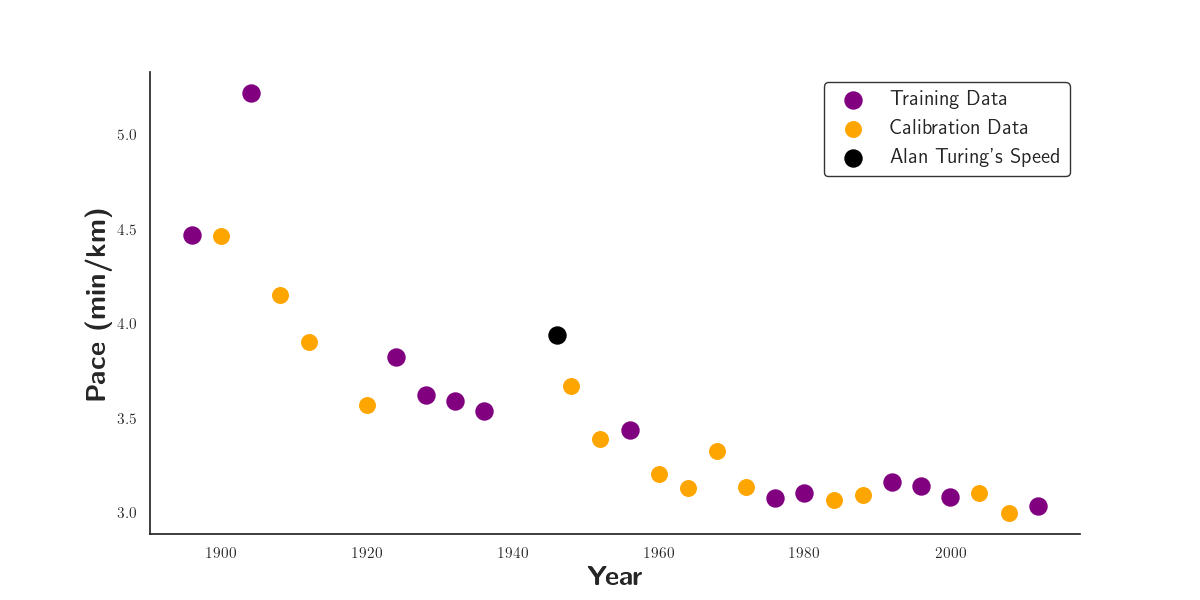 Training Data
Calibration Data
Alan Turing's Speed
Pace (min/km)
5.0
4.5
4.0
3.5
3.0
1900 1920 1940 1960 1980 2000
Year